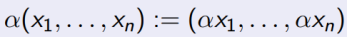 α(x₁, . . . , xₙ) := (αx₁, . . . , αxₙ)